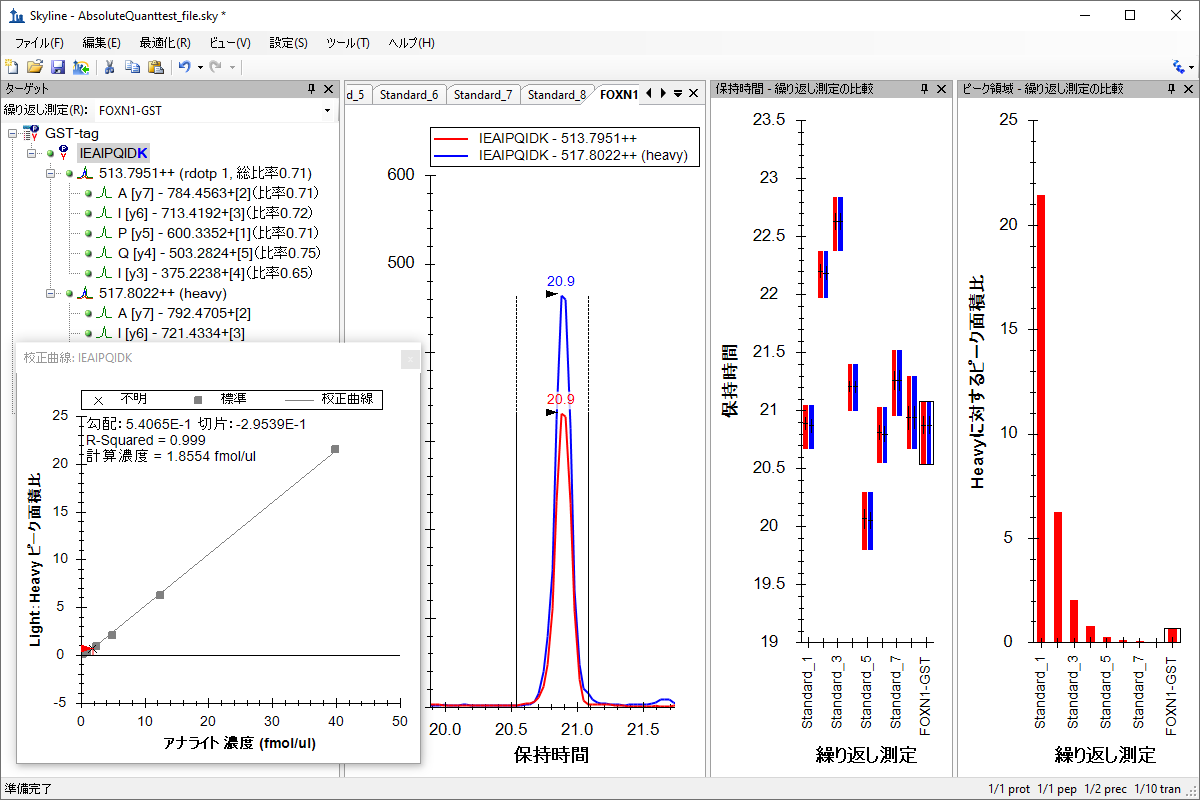 Skyline - AbsoluteQuanttest_file.sky *
ファイル(F) 編集(E) 最適化(R) ビュー(V) 設定(S) ツール(T) ヘルプ(H)
ターゲット
繰り返し測定(R): FOXN1-GST
GST-tag
IEAIPQIDK
513.7951++ (rdotp 1, 総比率0.71)
A [y7] - 784.4563+[2](比率0.71)
I [y6] - 713.4192+[3](比率0.72)
P [y5] - 600.3352+[1](比率0.71)
Q [y4] - 503.2824+[5](比率0.75)
I [y3] - 375.2238+[4](比率0.65)
517.8022++ (heavy)
A [y7] - 792.4705+[2]
I [y6] - 721.4334+[3]
校正曲線: IEAIPQIDK
不明 標準 校正曲線
勾配: 5.4065E-1 切片: -2.9539E-1
R-Squared = 0.999
計算濃度 = 1.8554 fmol/ul
25
20
15
10
5
0
-5
0 10 20 30 40 50
Light: Heavy ピーク面積比
アナライト 濃度 (fmol/ul)
d_5 Standard_6 Standard_7 Standard_8 FOXN1
IEAIPQIDK - 513.7951++
IEAIPQIDK - 517.8022++ (heavy)
600
500
20.9
20.9
20.0 20.5 21.0 21.5
保持時間
保持時間 - 繰り返し測定の比較
23.5
23
22.5
22
21.5
21
20.5
20
19.5
19
保持時間
Standard_1 Standard_3 Standard_5 Standard_7 FOXN1-GST
繰り返し測定
ピーク領域 - 繰り返し測定の比較
25
20
15
10
5
0
Heavyに対するピーク面積比
Standard_1 Standard_3 Standard_5 Standard_7 FOXN1-GST
繰り返し測定
準備完了
1/1 prot 1/1 pep 1/2 prec 1/10 tran